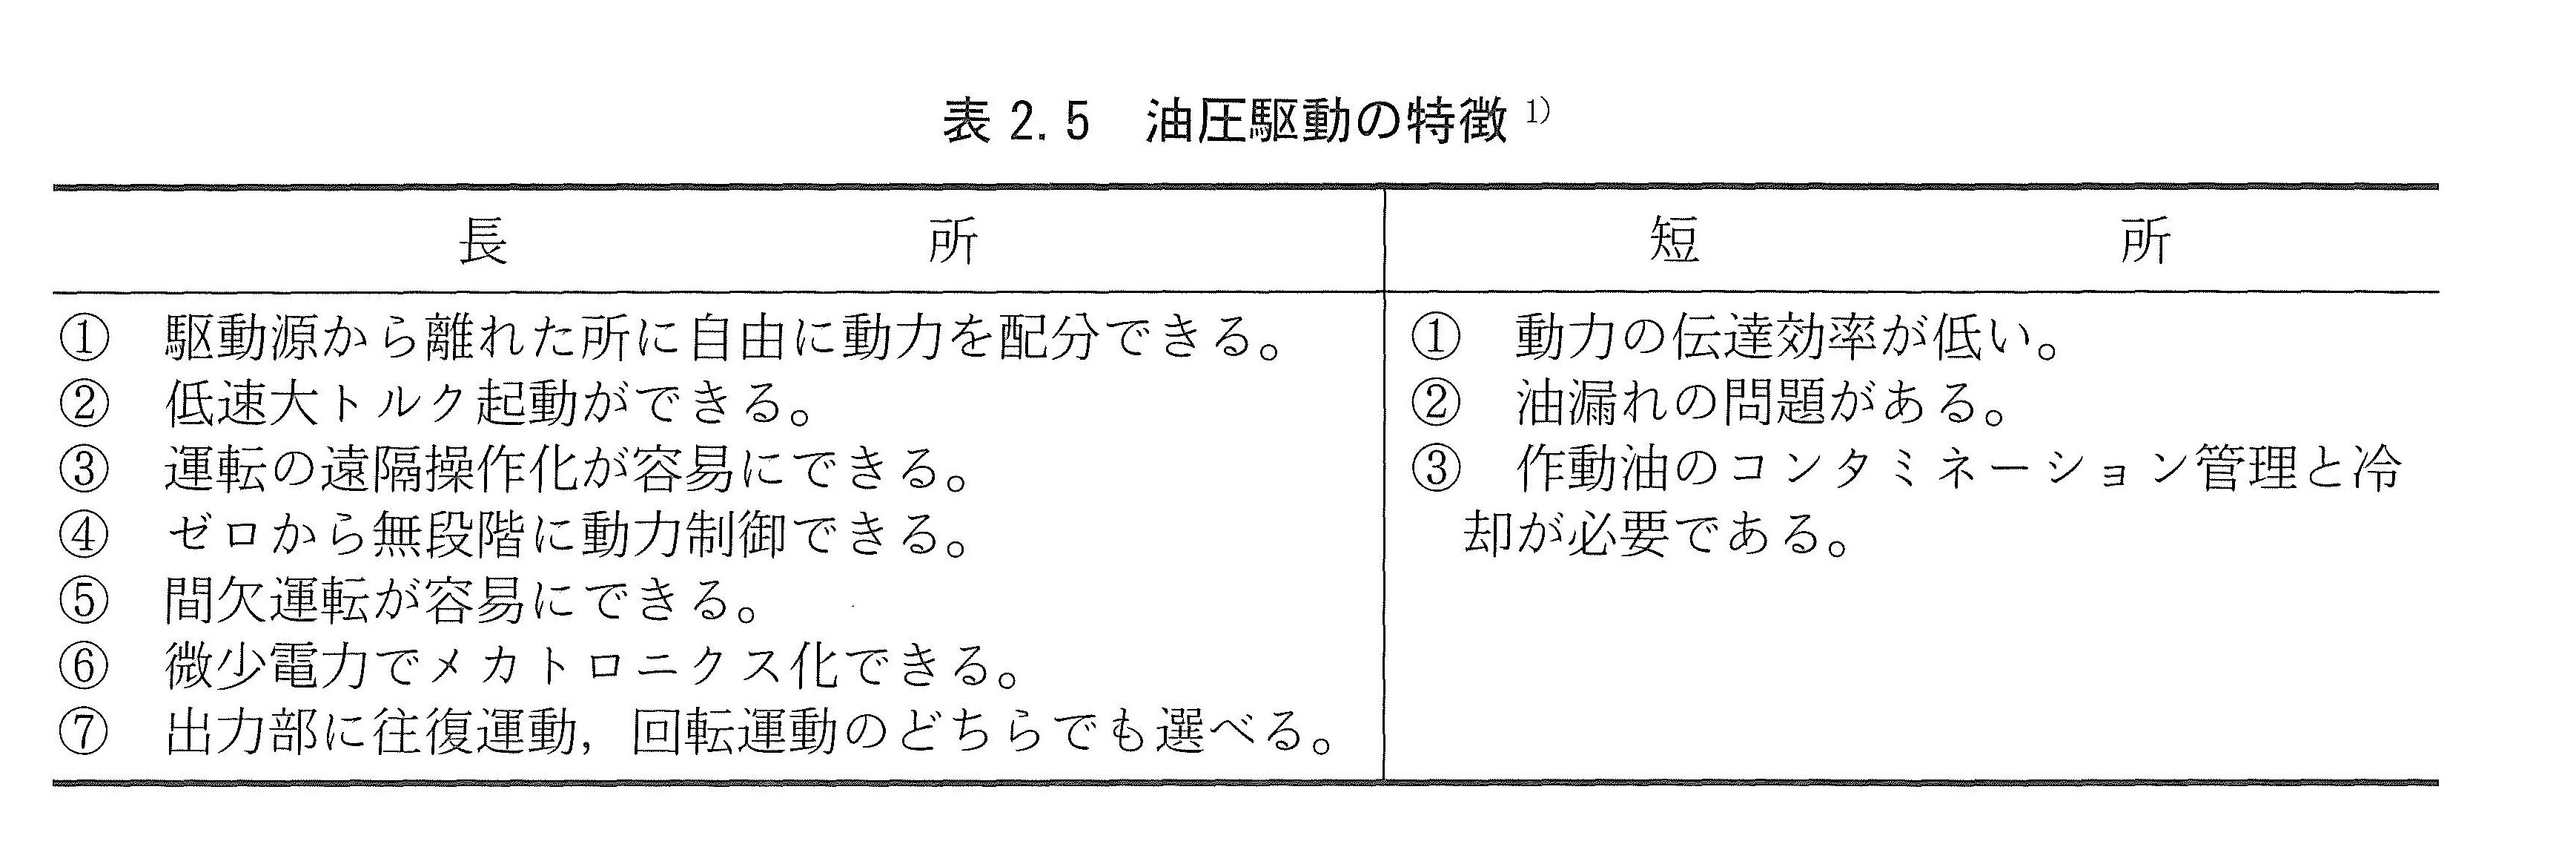 表 2.5　油圧駆動の特徴 1)
長　所
① 駆動源から離れた所に自由に動力を配分できる。
② 低速大トルク起動ができる。
③ 運転の遠隔操作化が容易にできる。
④ ゼロから無段階に動力制御できる。
⑤ 間欠運転が容易にできる。
⑥ 微少電力でメカトロニクス化できる。
⑦ 出力部に往復運動，回転運動のどちらでも選べる。
短　所
① 動力の伝達効率が低い。
② 油漏れの問題がある。
③ 作動油のコンタミネーション管理と冷
却が必要である。